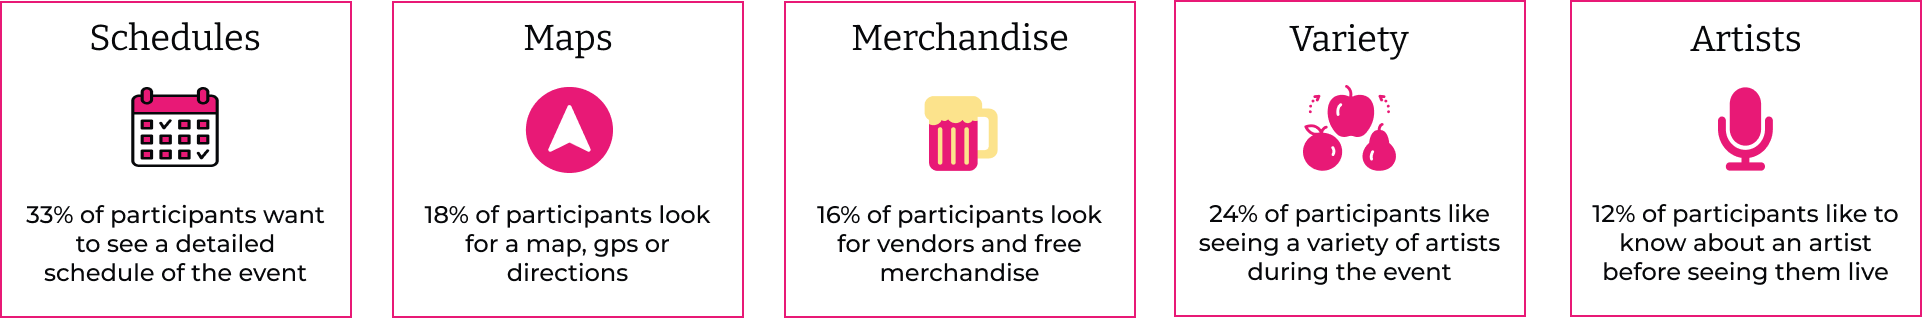 Schedules
33% of participants want
to see a detailed
schedule of the event
Maps
18% of participants look
for a map, gps or
directions
Merchandise
16% of participants look
for vendors and free
merchandise
Variety
24% of participants like
seeing a variety of artists
during the event
Artists
12% of participants like to
know about an artist
before seeing them live